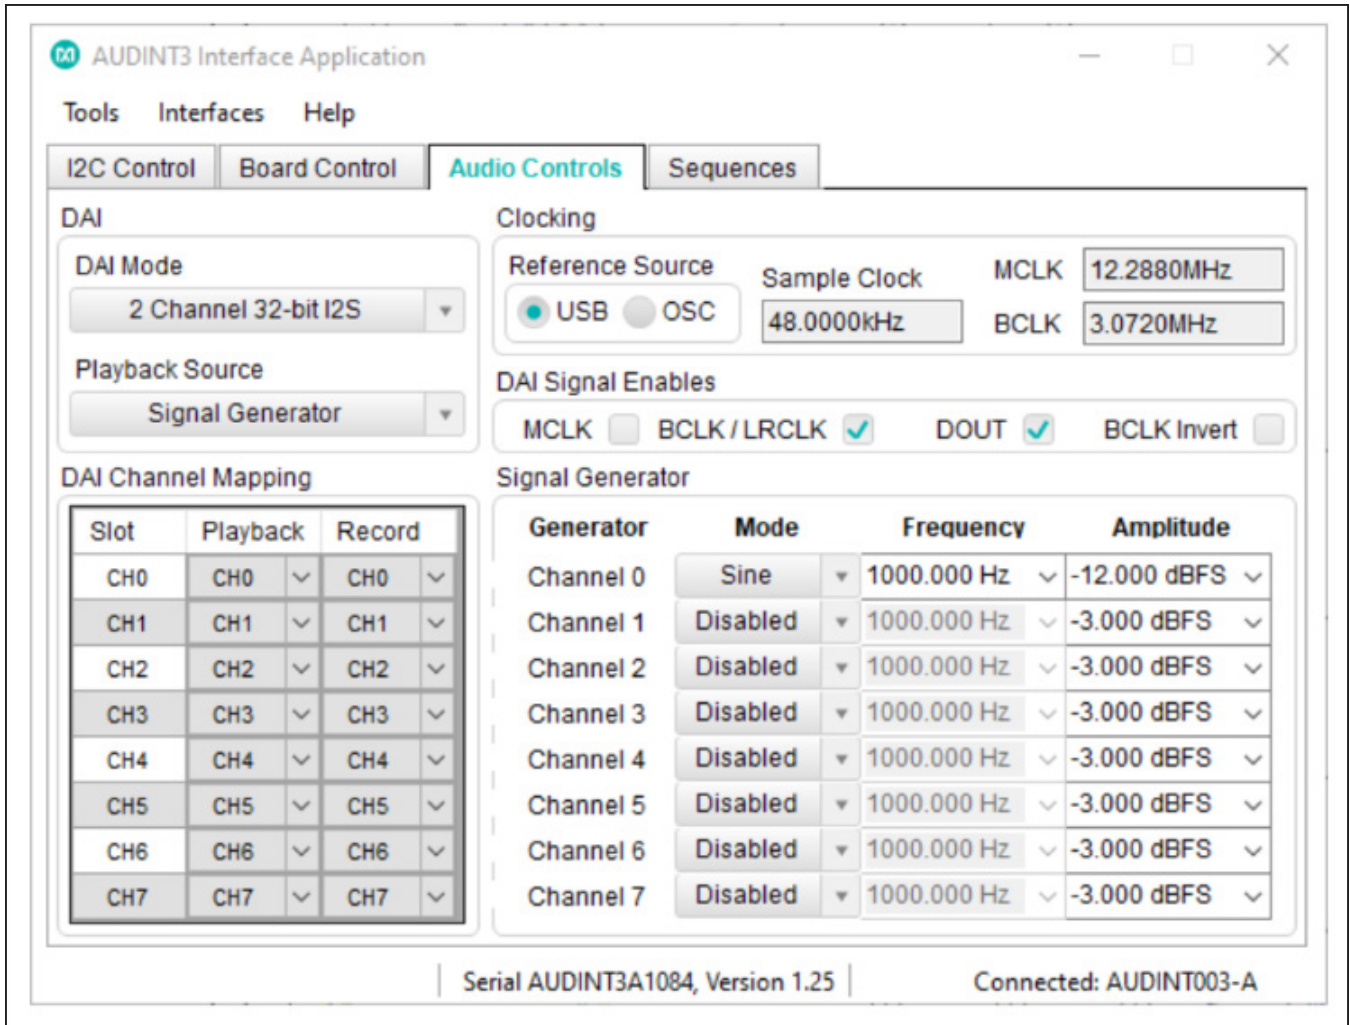 AUDINT3 Interface Application
Tools Interfaces Help
I2C Control Board Control Audio Controls Sequences
DAI
DAI Mode
2 Channel 32-bit I2S
Playback Source
Signal Generator
Clocking
Reference Source
USB OSC
Sample Clock
48.0000kHz
MCLK 12.2880MHz
BCLK 3.0720MHz
DAI Signal Enables
MCLK BCLK / LRCLK DOUT BCLK Invert
DAI Channel Mapping
Slot Playback Record
CH0 CH0 CH0
CH1 CH1 CH1
CH2 CH2 CH2
CH3 CH3 CH3
CH4 CH4 CH4
CH5 CH5 CH5
CH6 CH6 CH6
CH7 CH7 CH7
Signal Generator
Generator Mode Frequency Amplitude
Channel 0 Sine 1000.000 Hz -12.000 dBFS
Channel 1 Disabled 1000.000 Hz -3.000 dBFS
Channel 2 Disabled 1000.000 Hz -3.000 dBFS
Channel 3 Disabled 1000.000 Hz -3.000 dBFS
Channel 4 Disabled 1000.000 Hz -3.000 dBFS
Channel 5 Disabled 1000.000 Hz -3.000 dBFS
Channel 6 Disabled 1000.000 Hz -3.000 dBFS
Channel 7 Disabled 1000.000 Hz -3.000 dBFS
Serial AUDINT3A1084, Version 1.25
Connected: AUDINT003-A